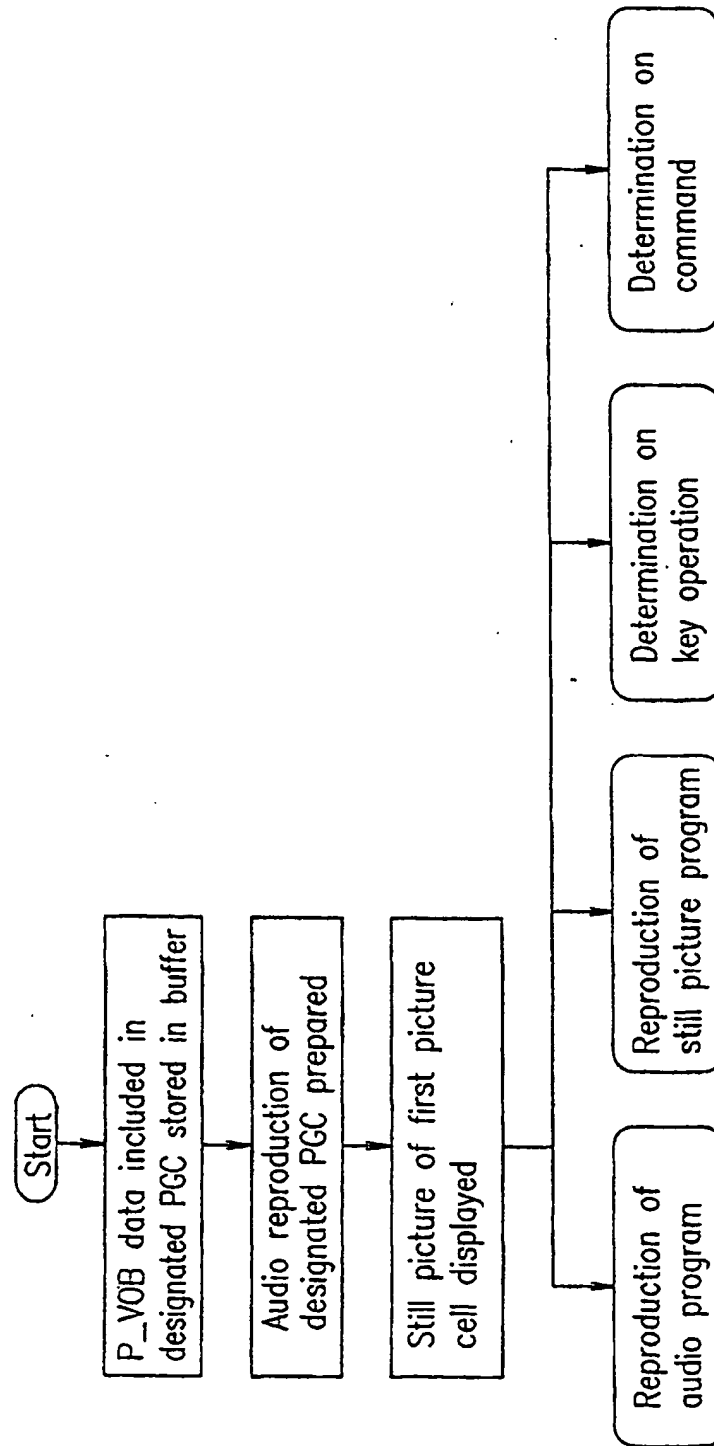 Start
P_VOB data included in
designated PGC stored in buffer
Audio reproduction of
designated PGC prepared
Still picture of first picture
cell displayed
Reproduction of
audio program
Reproduction of
still picture program
Determination on
key operation
Determination on
command